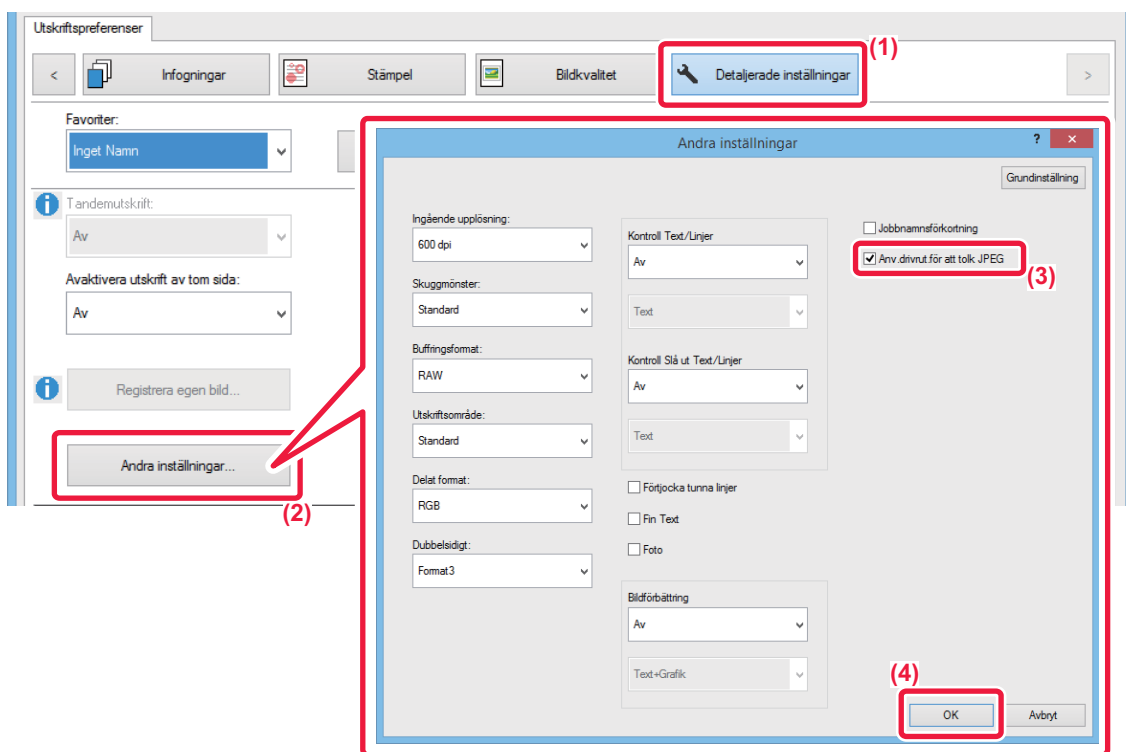 Utskriftspreferenser
(1)
<
Infogningar
Stämpel
Bildkvalitet
Detaljerade inställningar
>
Favoriter:
Inget Namn
Tandemutskrift:
Av
Avaktivera utskrift av tom sida:
Av
Registrera egen bild...
Andra inställningar...
(2)
Andra inställningar
?
×
Grundinställning
Ingående upplösning:
600 dpi
Skuggmönster:
Standard
Buffringsformat:
RAW
Utskriftsområde:
Standard
Delat format:
RGB
Dubbelsidigt:
Format3
Kontroll Text/Linjer
Av
Text
Kontroll Slå ut Text/Linjer
Av
Text
Förtjocka tunna linjer
Fin Text
Foto
Bildförbättring
Av
Text+Grafik
Jobbnamnsförkortning
Anv.drivrut.för att tolk JPEG
(3)
(4)
OK
Avbryt